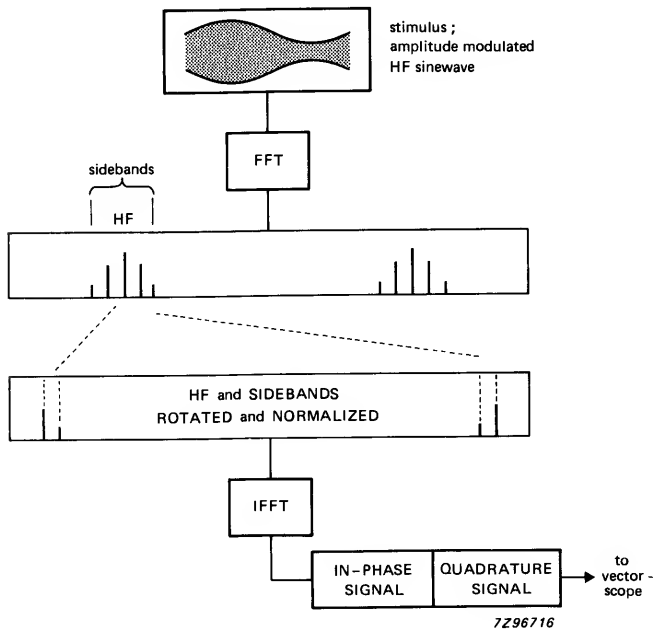 stimulus ;
amplitude modulated
HF sinewave
FFT
sidebands
HF
HF and SIDEBANDS
ROTATED and NORMALIZED
IFFT
IN-PHASE
SIGNAL
QUADRATURE
SIGNAL
to
vector -
scope
7Z96716